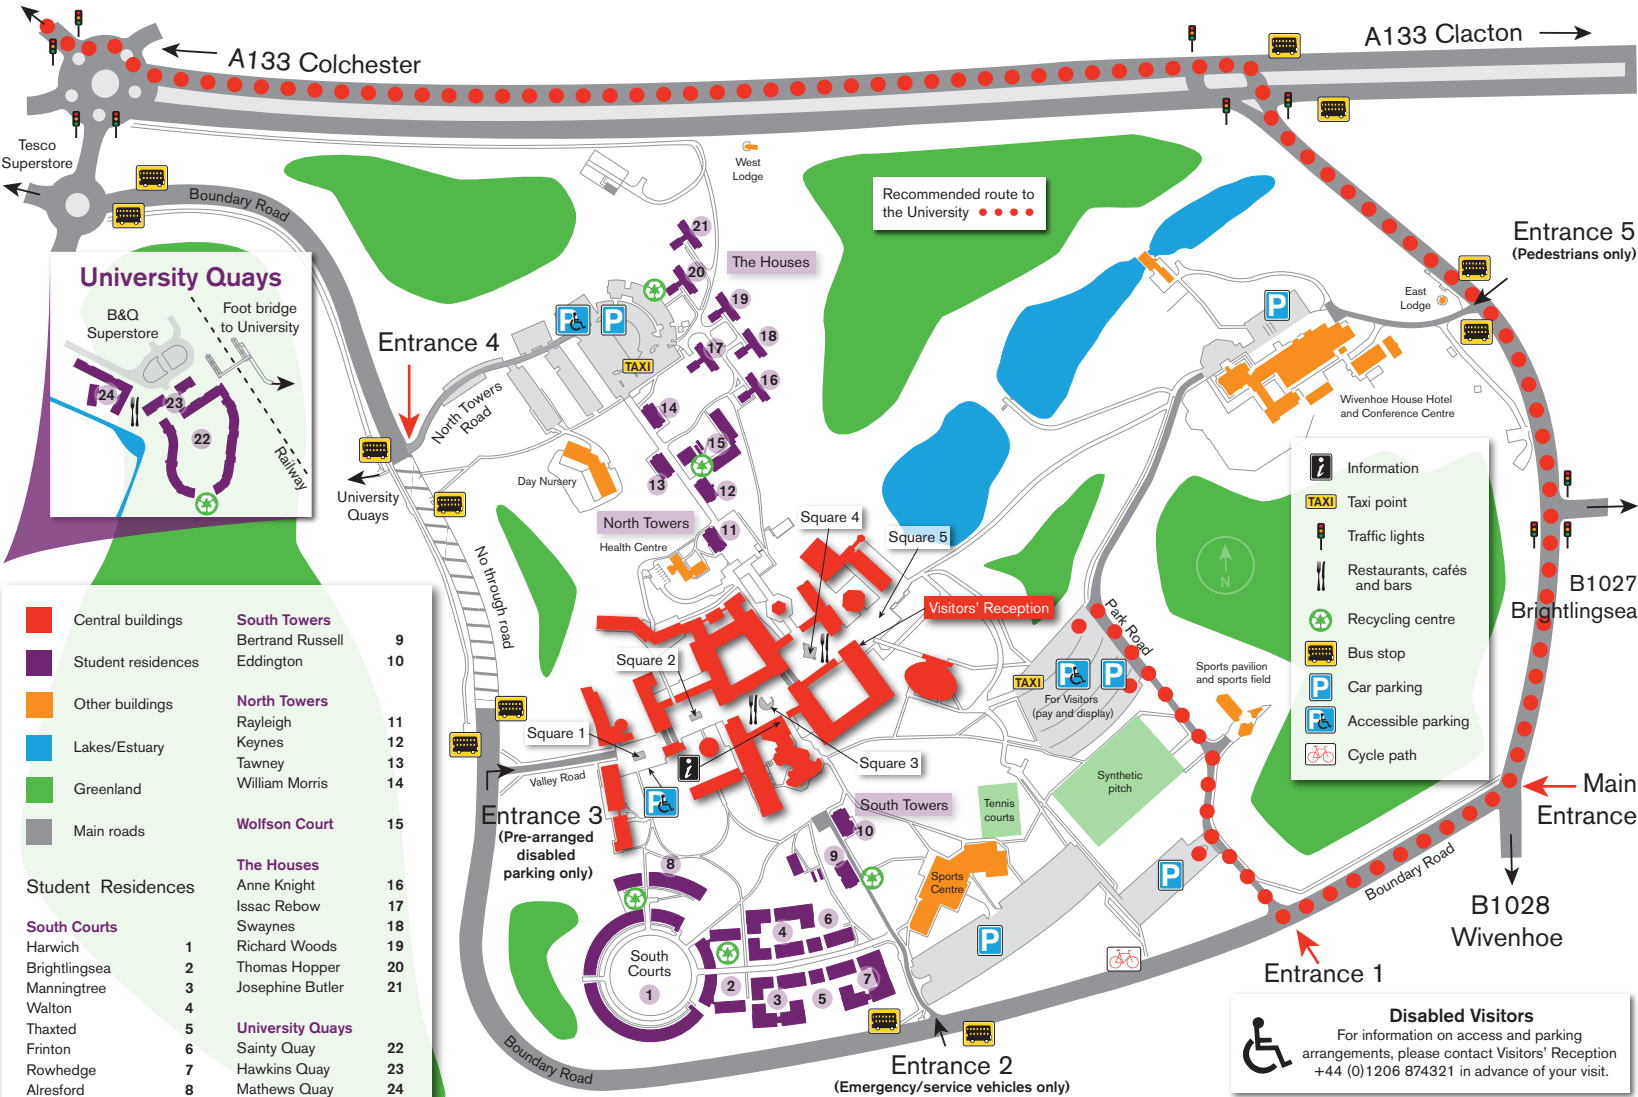 A133 Colchester
A133 Clacton
Tesco
Superstore
Boundary Road
West
Lodge
Recommended route to
the University
Entrance 5
(Pedestrians only)
East
Lodge
University Quays
B&Q
Superstore
Foot bridge
to University
24
23
22
Railway
Entrance 4
North Towers
Road
University
Quays
21
20
The Houses
19
18
17
16
TAXI
14
15
13
12
11
Day Nursery
North Towers
Health Centre
Square 4
Square 5
Visitors' Reception
Wivenhoe House Hotel
and Conference Centre
P
P
P
N
i Information
TAXI Taxi point
Traffic lights
Restaurants, cafés
and bars
Recycling centre
Bus stop
P Car parking
P Accessible parking
Cycle path
B1027
Brightlingsea
No through road
Square 2
Square 1
Square 3
i
P
Valley Road
Entrance 3
(Pre-arranged
disabled
parking only)
Park Road
TAXI
P
P
For Visitors
(pay and display)
Sports pavilion
and sports field
Synthetic
pitch
Tennis
courts
South Towers
10
9
8
Sports
Centre
P
P
South
Courts
1
2
3
4
5
6
7
Boundary Road
Boundary Road
Main
Entrance
B1028
Wivenhoe
Entrance 1
Entrance 2
(Emergency/service vehicles only)
Disabled Visitors
For information on access and parking
arrangements, please contact Visitors' Reception
+44 (0)1206 874321 in advance of your visit.
Central buildings
Student residences
Other buildings
Lakes/Estuary
Greenland
Main roads
Student Residences
South Courts
Harwich 1
Brightlingsea 2
Manningtree 3
Walton 4
Thaxted 5
Frinton 6
Rowhedge 7
Alresford 8
South Towers
Bertrand Russell 9
Eddington 10
North Towers
Rayleigh 11
Keynes 12
Tawney 13
William Morris 14
Wolfson Court 15
The Houses
Anne Knight 16
Issac Rebow 17
Swaynes 18
Richard Woods 19
Thomas Hopper 20
Josephine Butler 21
University Quays
Sainty Quay 22
Hawkins Quay 23
Mathews Quay 24